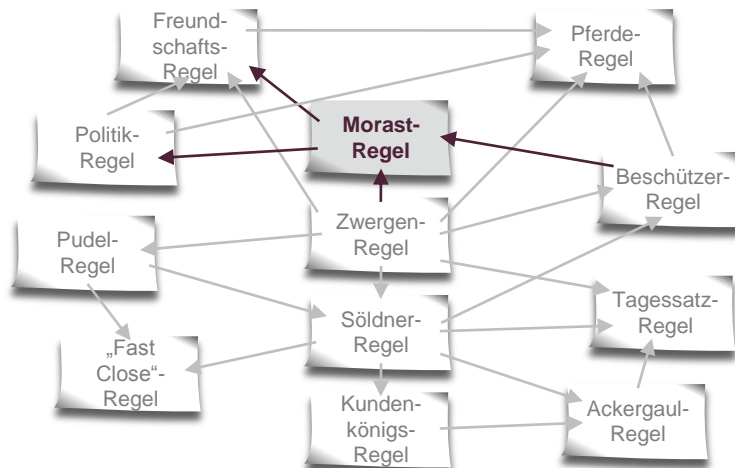 Freund-
schafts-
Regel
Pferde-
Regel
Politik-
Regel
Morast-
Regel
Beschützer-
Regel
Zwergen-
Regel
Pudel-
Regel
Tagessatz-
Regel
Söldner-
Regel
„Fast
Close“-
Regel
Kunden-
königs-
Regel
Ackergaul-
Regel